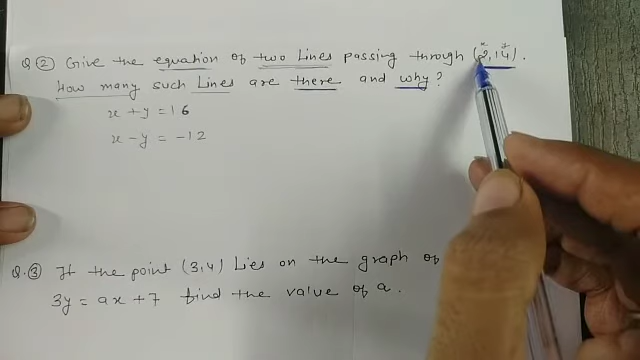 Q② Give the equation of two Lines passing through (2,14).
x y
How many such Lines are there and why?
x + y = 16
x - y = -12
Q.③ If the point (3,4) Lies on the graph of
3y = ax + 7 find the value of a.